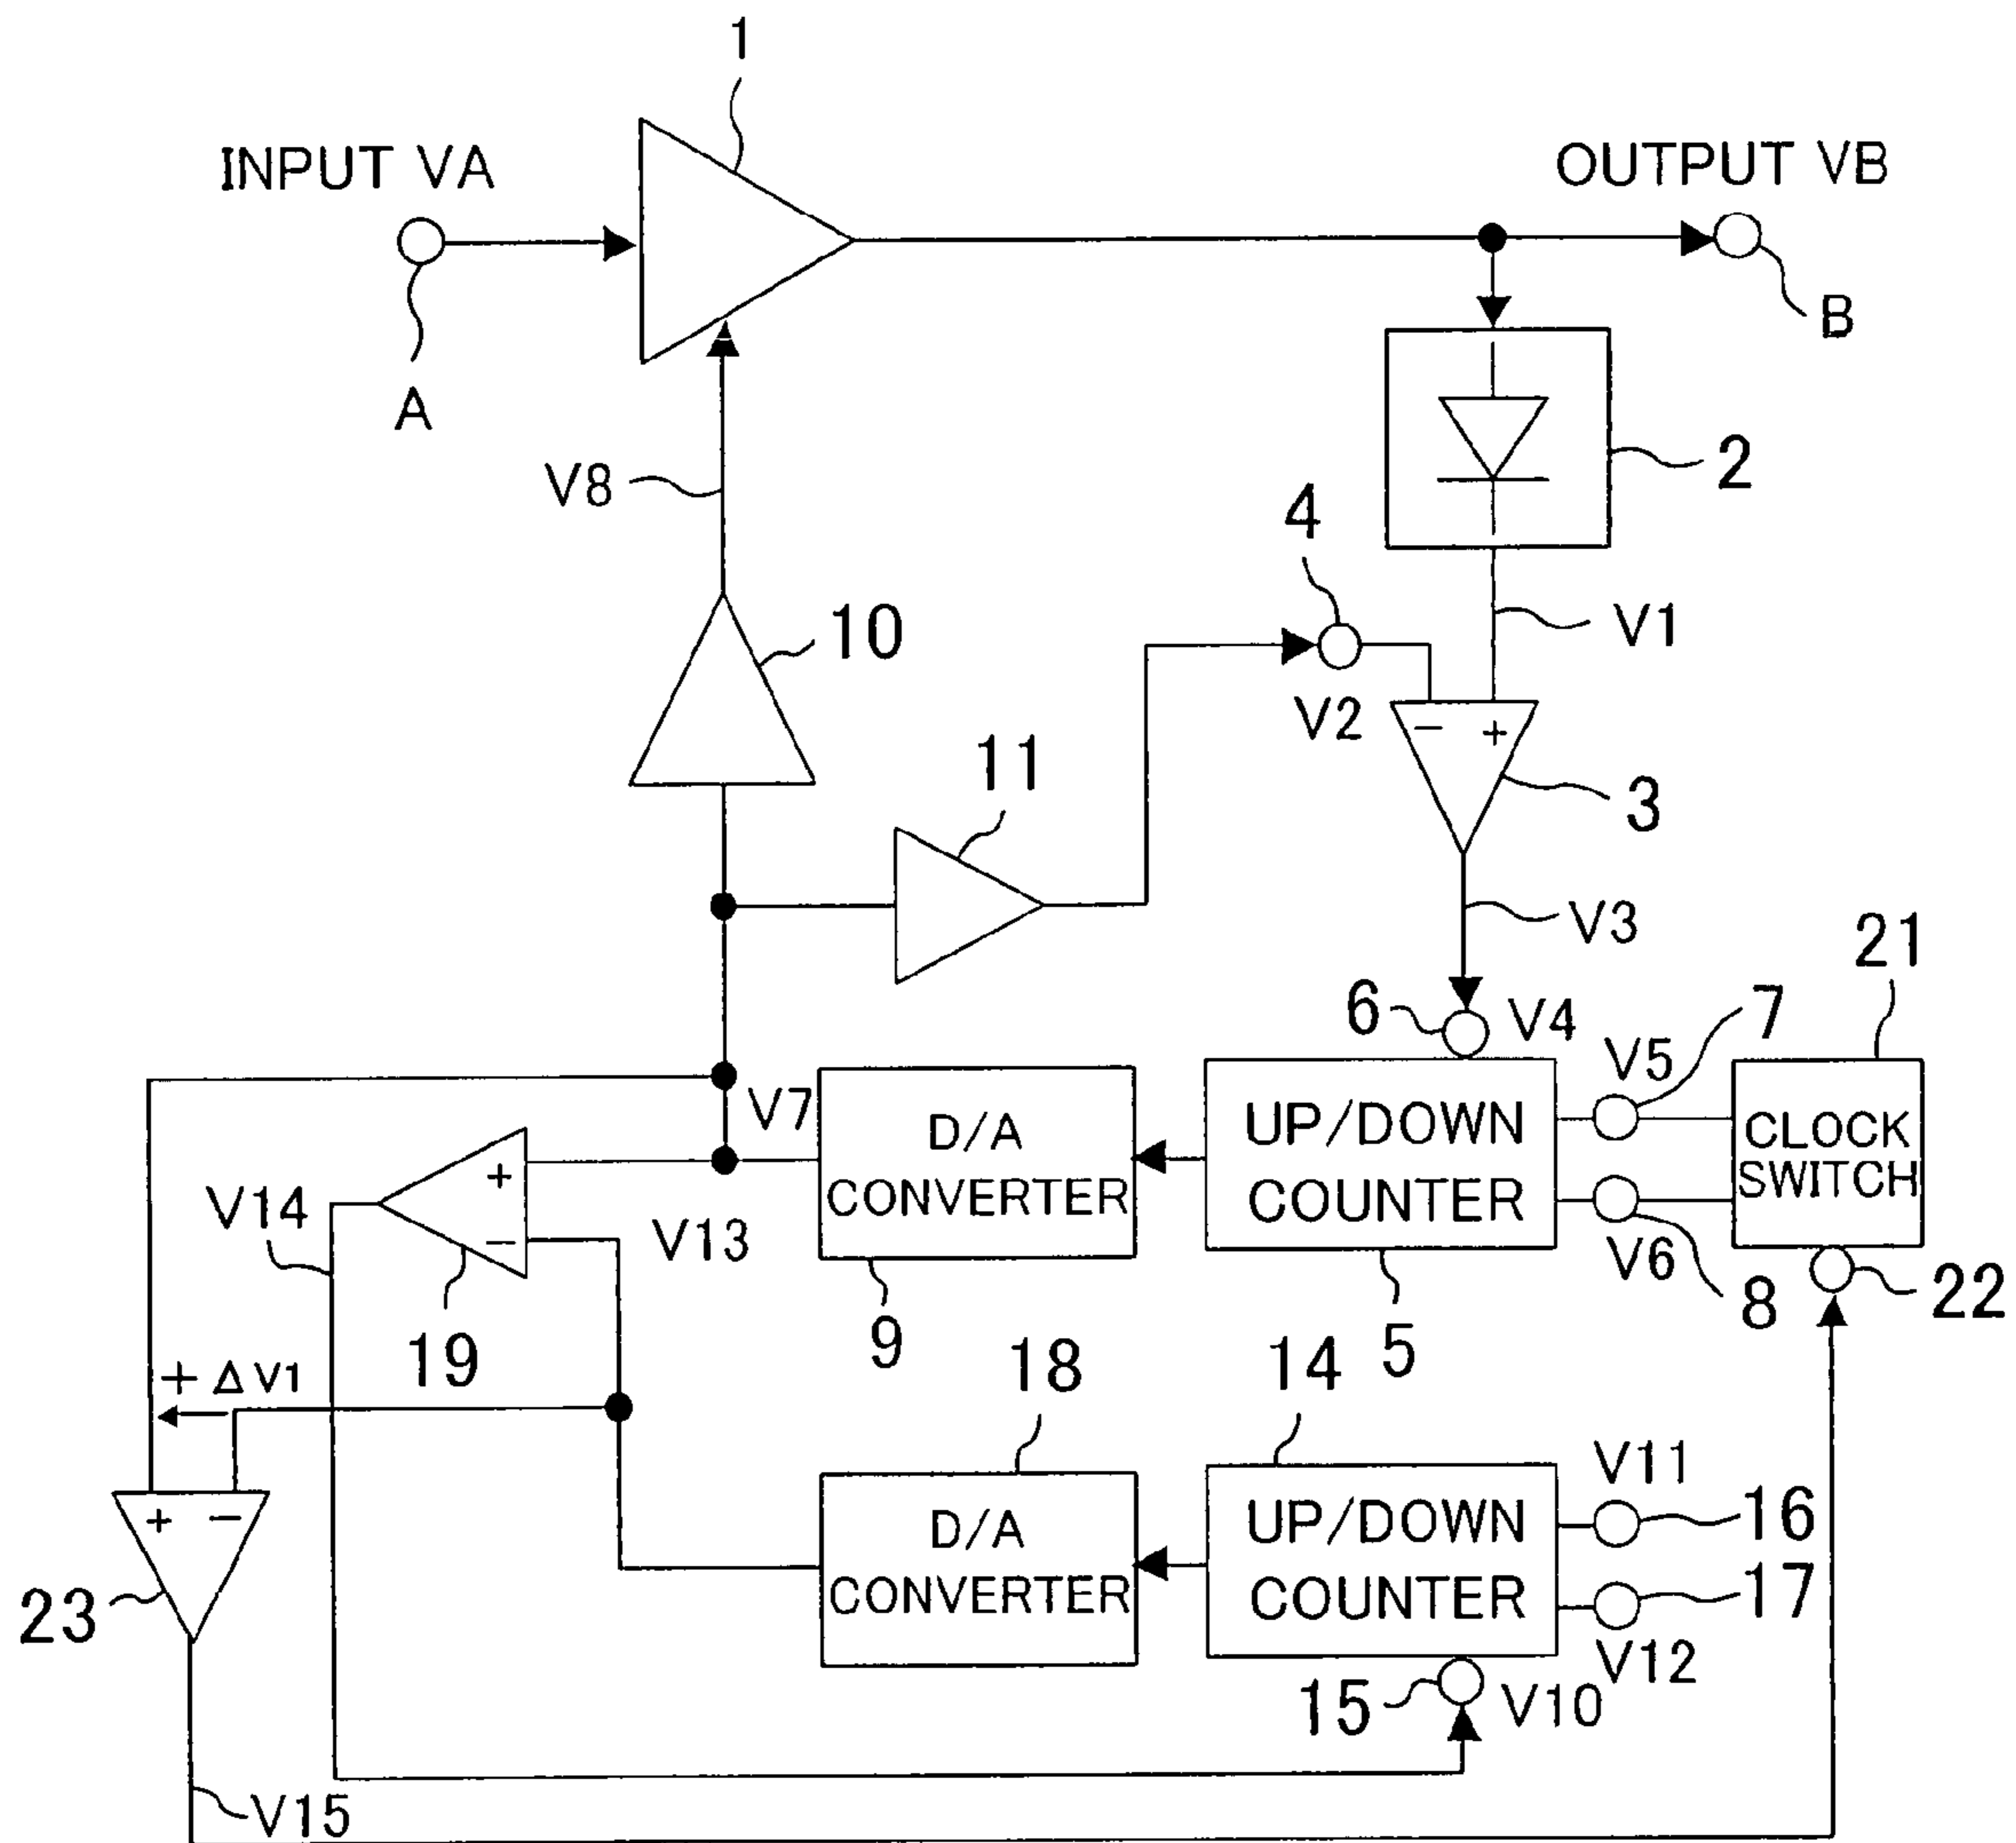 1
INPUT VA
OUTPUT VB
A
B
V8
2
4
10
V1
V2
− +
11
3
V3
21
6
V4
7
V5
V7
D/A
CONVERTER
UP/DOWN
COUNTER
CLOCK
SWITCH
+
−
V14
V13
V6
8
22
19
9
5
+ΔV1
18
14
V11
16
D/A
CONVERTER
UP/DOWN
COUNTER
+ −
23
17
V12
15
V10
V15